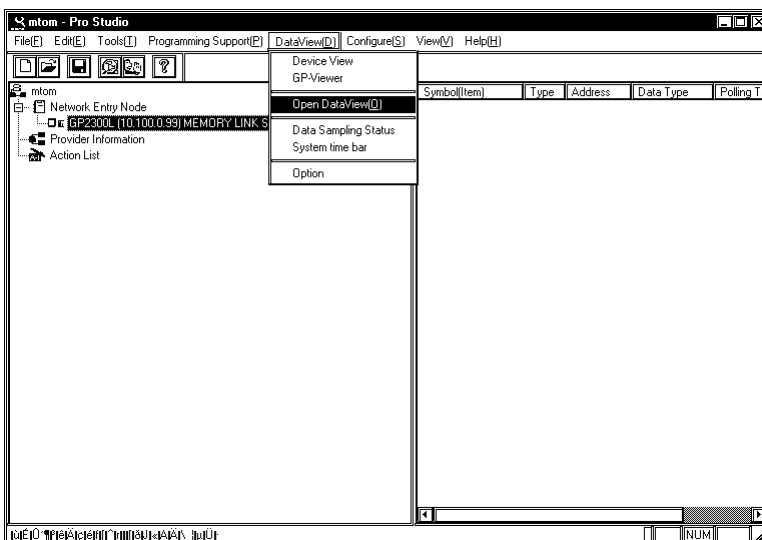 mtom - Pro Studio
File(F) Edit(E) Tools(T) Programming Support(P) DataView(D) Configure(S) View(V) Help(H)
Device View
GP-Viewer
Open DataView(O)
Data Sampling Status
System time bar
Option
mtom
Network Entry Node
GP2300L (10.100.0.99) MEMORY LINK S
Provider Information
Action List
Symbol(Item) Type Address Data Type Polling T
NUM